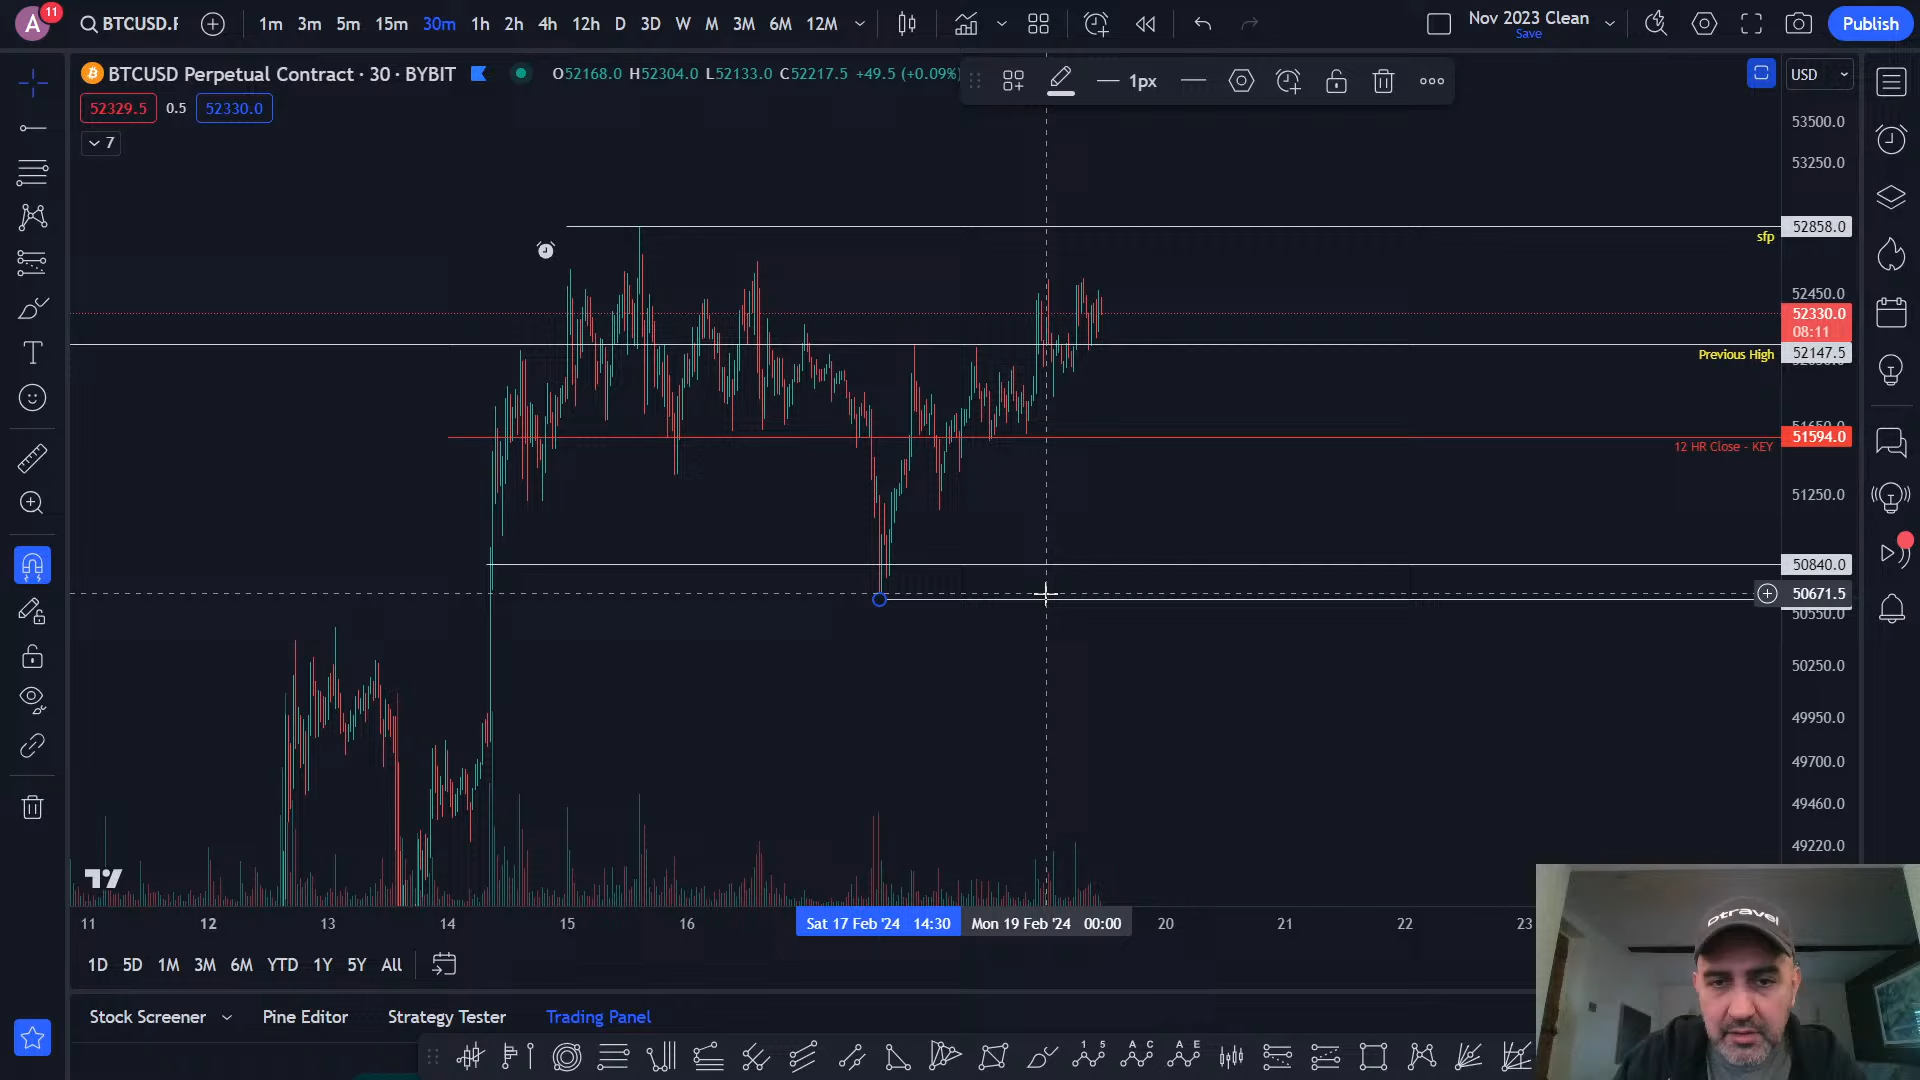 A 11 BTCUSD.F 1m 3m 5m 15m 30m 1h 2h 4h 12h D 3D W M 3M 6M 12M Nov 2023 Clean Save Publish
BTCUSD Perpetual Contract · 30 · BYBIT O52168.0 H52304.0 L52133.0 C52217.5 +49.5 (+0.09%) 1px USD
52329.5 0.5 52330.0
7
53500.0
53250.0
52858.0
sfp
52450.0
52330.0
08:11
52147.5
Previous High
51594.0
12 HR Close - KEY
51250.0
50840.0
50671.5
50550.0
50250.0
49950.0
49700.0
49460.0
49220.0
11 12 13 14 15 16 Sat 17 Feb '24 14:30 Mon 19 Feb '24 00:00 20 21 22 23
1D 5D 1M 3M 6M YTD 1Y 5Y All
Stock Screener Pine Editor Strategy Tester Trading Panel
ptravel